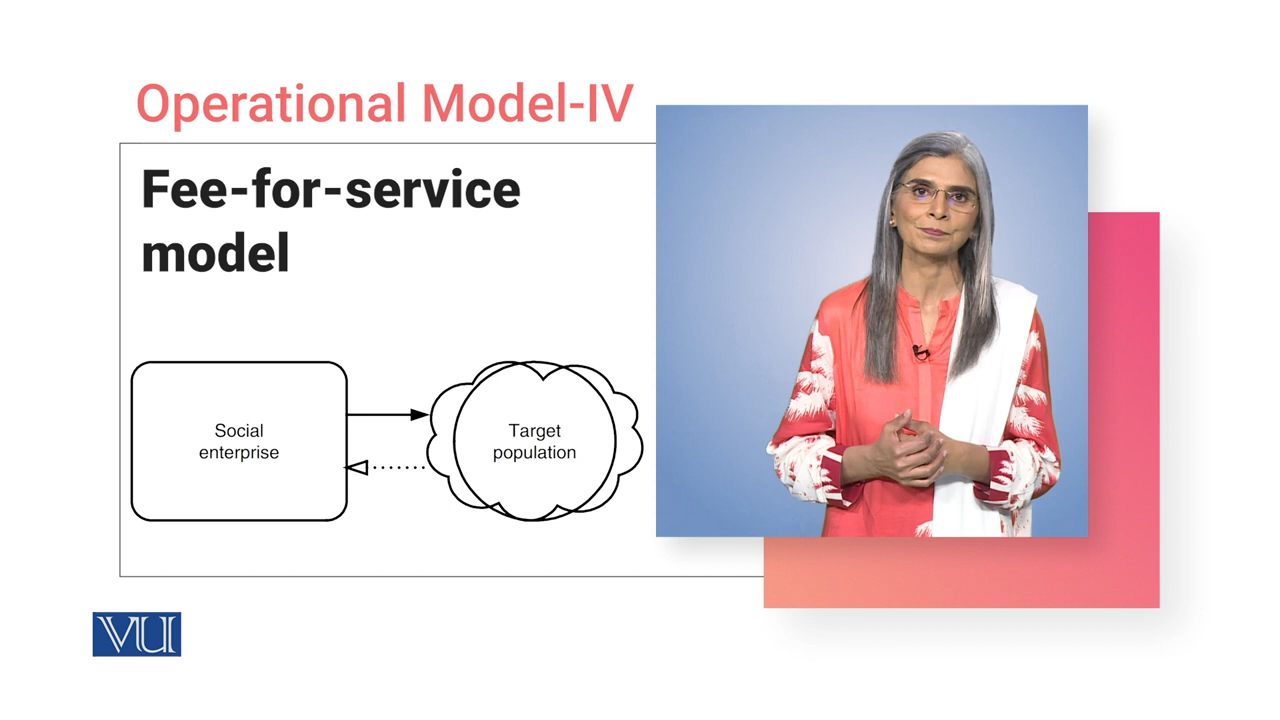 Operational Model-IV
Fee-for-service
model
Social
enterprise
Target
population
VU